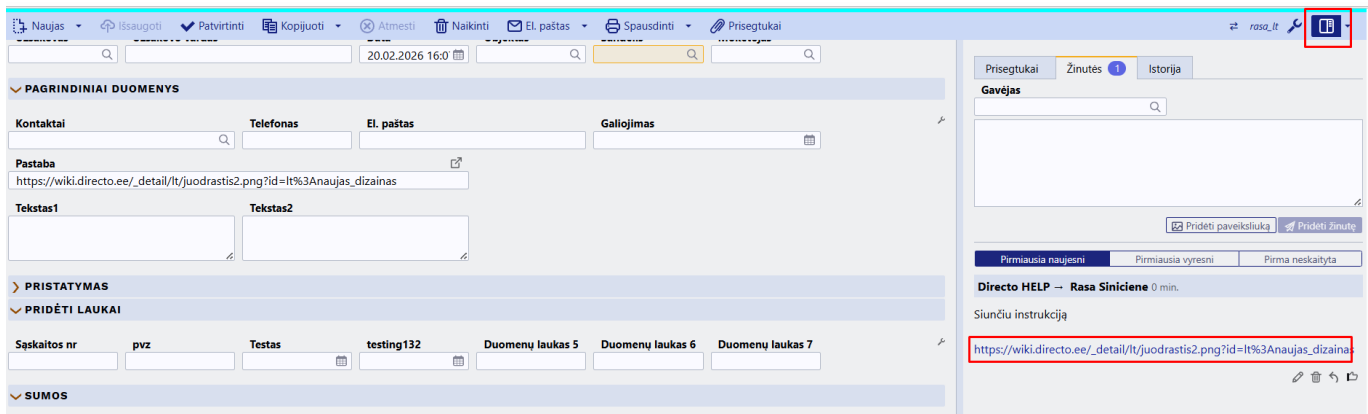 Naujas Išsaugoti Patvirtinti Kopijuoti Atmesti Naikinti El. paštas Spausdinti Prisegtukai rasa_lt
20.02.2026 16:0
PAGRINDINIAI DUOMENYS
Kontaktai Telefonas El. paštas Galiojimas
Pastaba
https://wiki.directo.ee/_detail/lt/juodrastis2.png?id=lt%3Anaujas_dizainas
Tekstas1 Tekstas2
PRISTATYMAS
PRIDĖTI LAUKAI
Sąskaitos nr pvz Testas testing132 Duomenų laukas 5 Duomenų laukas 6 Duomenų laukas 7
SUMOS
Prisegtukai Žinutės 1 Istorija
Gavėjas
Pridėti paveiksliuką Pridėti žinutę
Pirmiausia naujesni Pirmiausia vyresni Pirma neskaityta
Directo HELP → Rasa Siniciene 0 min.
Siunčiu instrukciją
https://wiki.directo.ee/_detail/lt/juodrastis2.png?id=lt%3Anaujas_dizainas